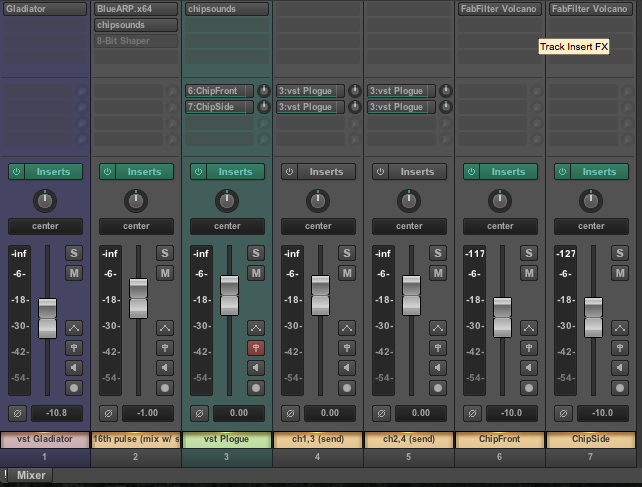 Gladiator BlueARP.x64 chipsounds FabFilter Volcano FabFilter Volcano
chipsounds
8-Bit Shaper
Track Insert FX
6:ChipFront 3:vst Plogue 3:vst Plogue
7:ChipSide 3:vst Plogue 3:vst Plogue
Inserts Inserts Inserts Inserts Inserts Inserts Inserts
center center center center center center center
-inf S -inf S -inf S -inf S -inf S -117 S -127 S
-6- M -6- M -6- M -6- M -6- M -6- M -6- M
-18- -18- -18- -18- -18- -18- -18-
-30- -30- -30- -30- -30- -30- -30-
-42- -42- -42- -42- -42- -42- -42-
-54- -54- -54- -54- -54- -54- -54-
-10.8 -1.00 0.00 0.00 0.00 -10.0 -10.0
vst Gladiator 16th pulse (mix w/ s vst Plogue ch1,3 (send) ch2,4 (send) ChipFront ChipSide
1 2 3 4 5 6 7
! Mixer